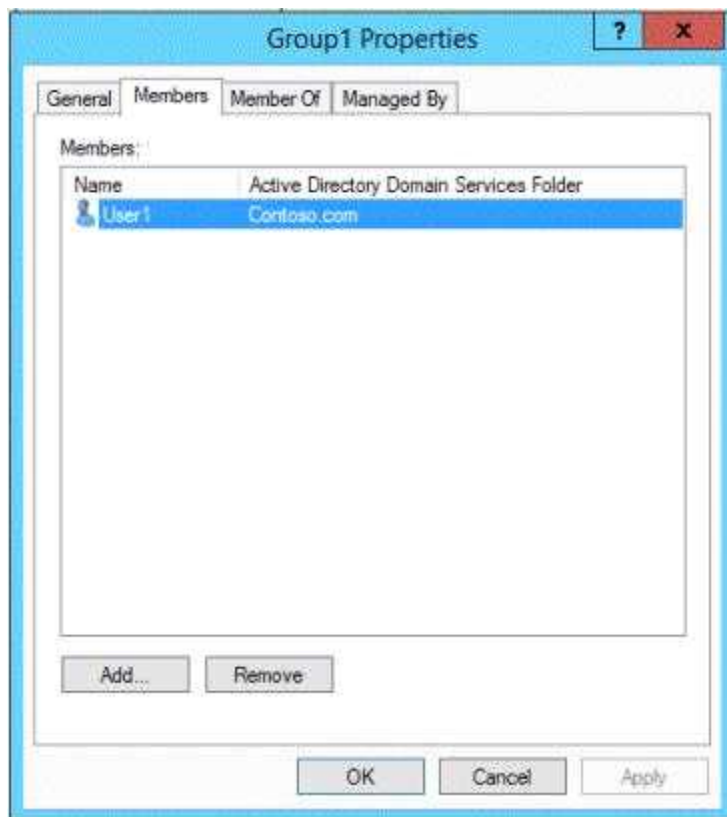 Group1 Properties
? x
General Members Member Of Managed By
Members:
Name Active Directory Domain Services Folder
User1 Contoso.com
Add... Remove
OK Cancel Apply